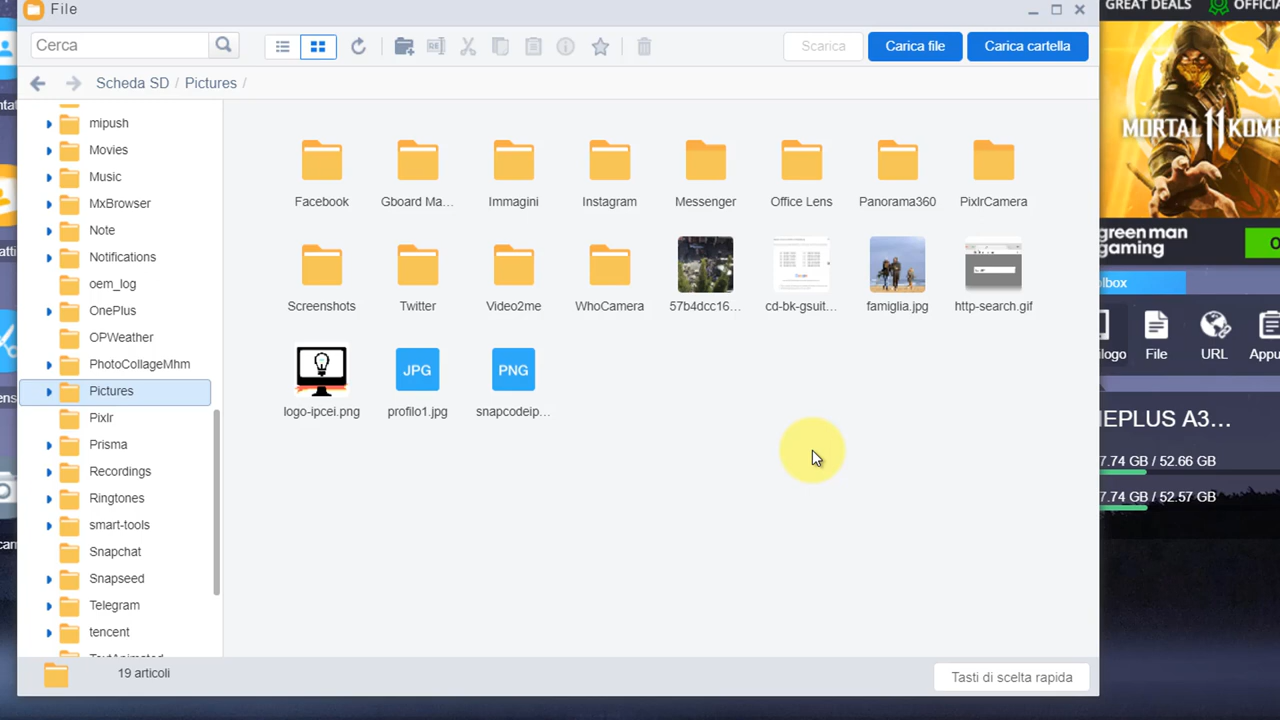 File
GREAT DEALS
Cerca
Scarica
Carica file
Carica cartella
Scheda SD / Pictures /
mipush
Movies
Music
MxBrowser
Note
Notifications
oem_log
OnePlus
OPWeather
PhotoCollageMhm
Pictures
Pixlr
Prisma
Recordings
Ringtones
smart-tools
Snapchat
Snapseed
Telegram
tencent
Facebook
Gboard Ma...
Immagini
Instagram
Messenger
Office Lens
Panorama360
PixlrCamera
Screenshots
Twitter
Video2me
WhoCamera
57b4dcc16...
cd-bk-gsuit...
famiglia.jpg
http-search.gif
JPG
PNG
logo-ipcei.png
profilo1.jpg
snapcodeip...
19 articoli
Tasti di scelta rapida
MORTAL 11 KOMB
green man
gaming
File
URL
EPLUS A3...
7.74 GB / 52.66 GB
7.74 GB / 52.57 GB